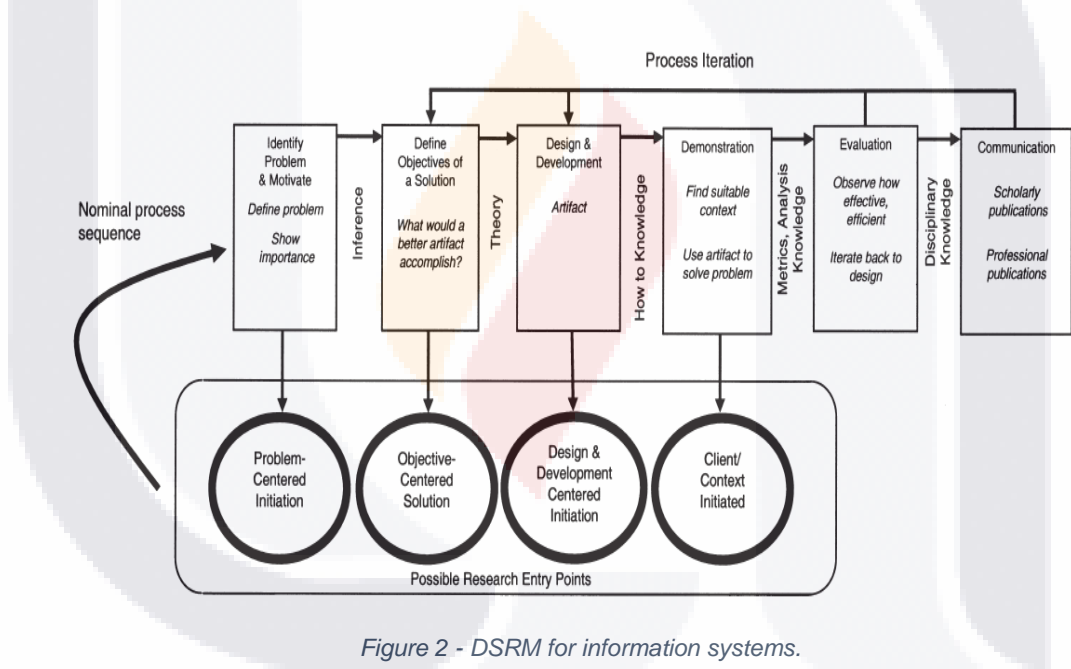 Process Iteration
Nominal process
sequence
Identify
Problem
& Motivate
Define problem
Show
importance
Inference
Define
Objectives of
a Solution
What would a
better artifact
accomplish?
Theory
Design &
Development
Artifact
How to Knowledge
Demonstration
Find suitable
context
Use artifact to
solve problem
Metrics, Analysis
Knowledge
Evaluation
Observe how
effective,
efficient
Iterate back to
design
Disciplinary
Knowledge
Communication
Scholarly
publications
Professional
publications
Problem-
Centered
Initiation
Objective-
Centered
Solution
Design &
Development
Centered
Initiation
Client/
Context
Initiated
Possible Research Entry Points
Figure 2 - DSRM for information systems.